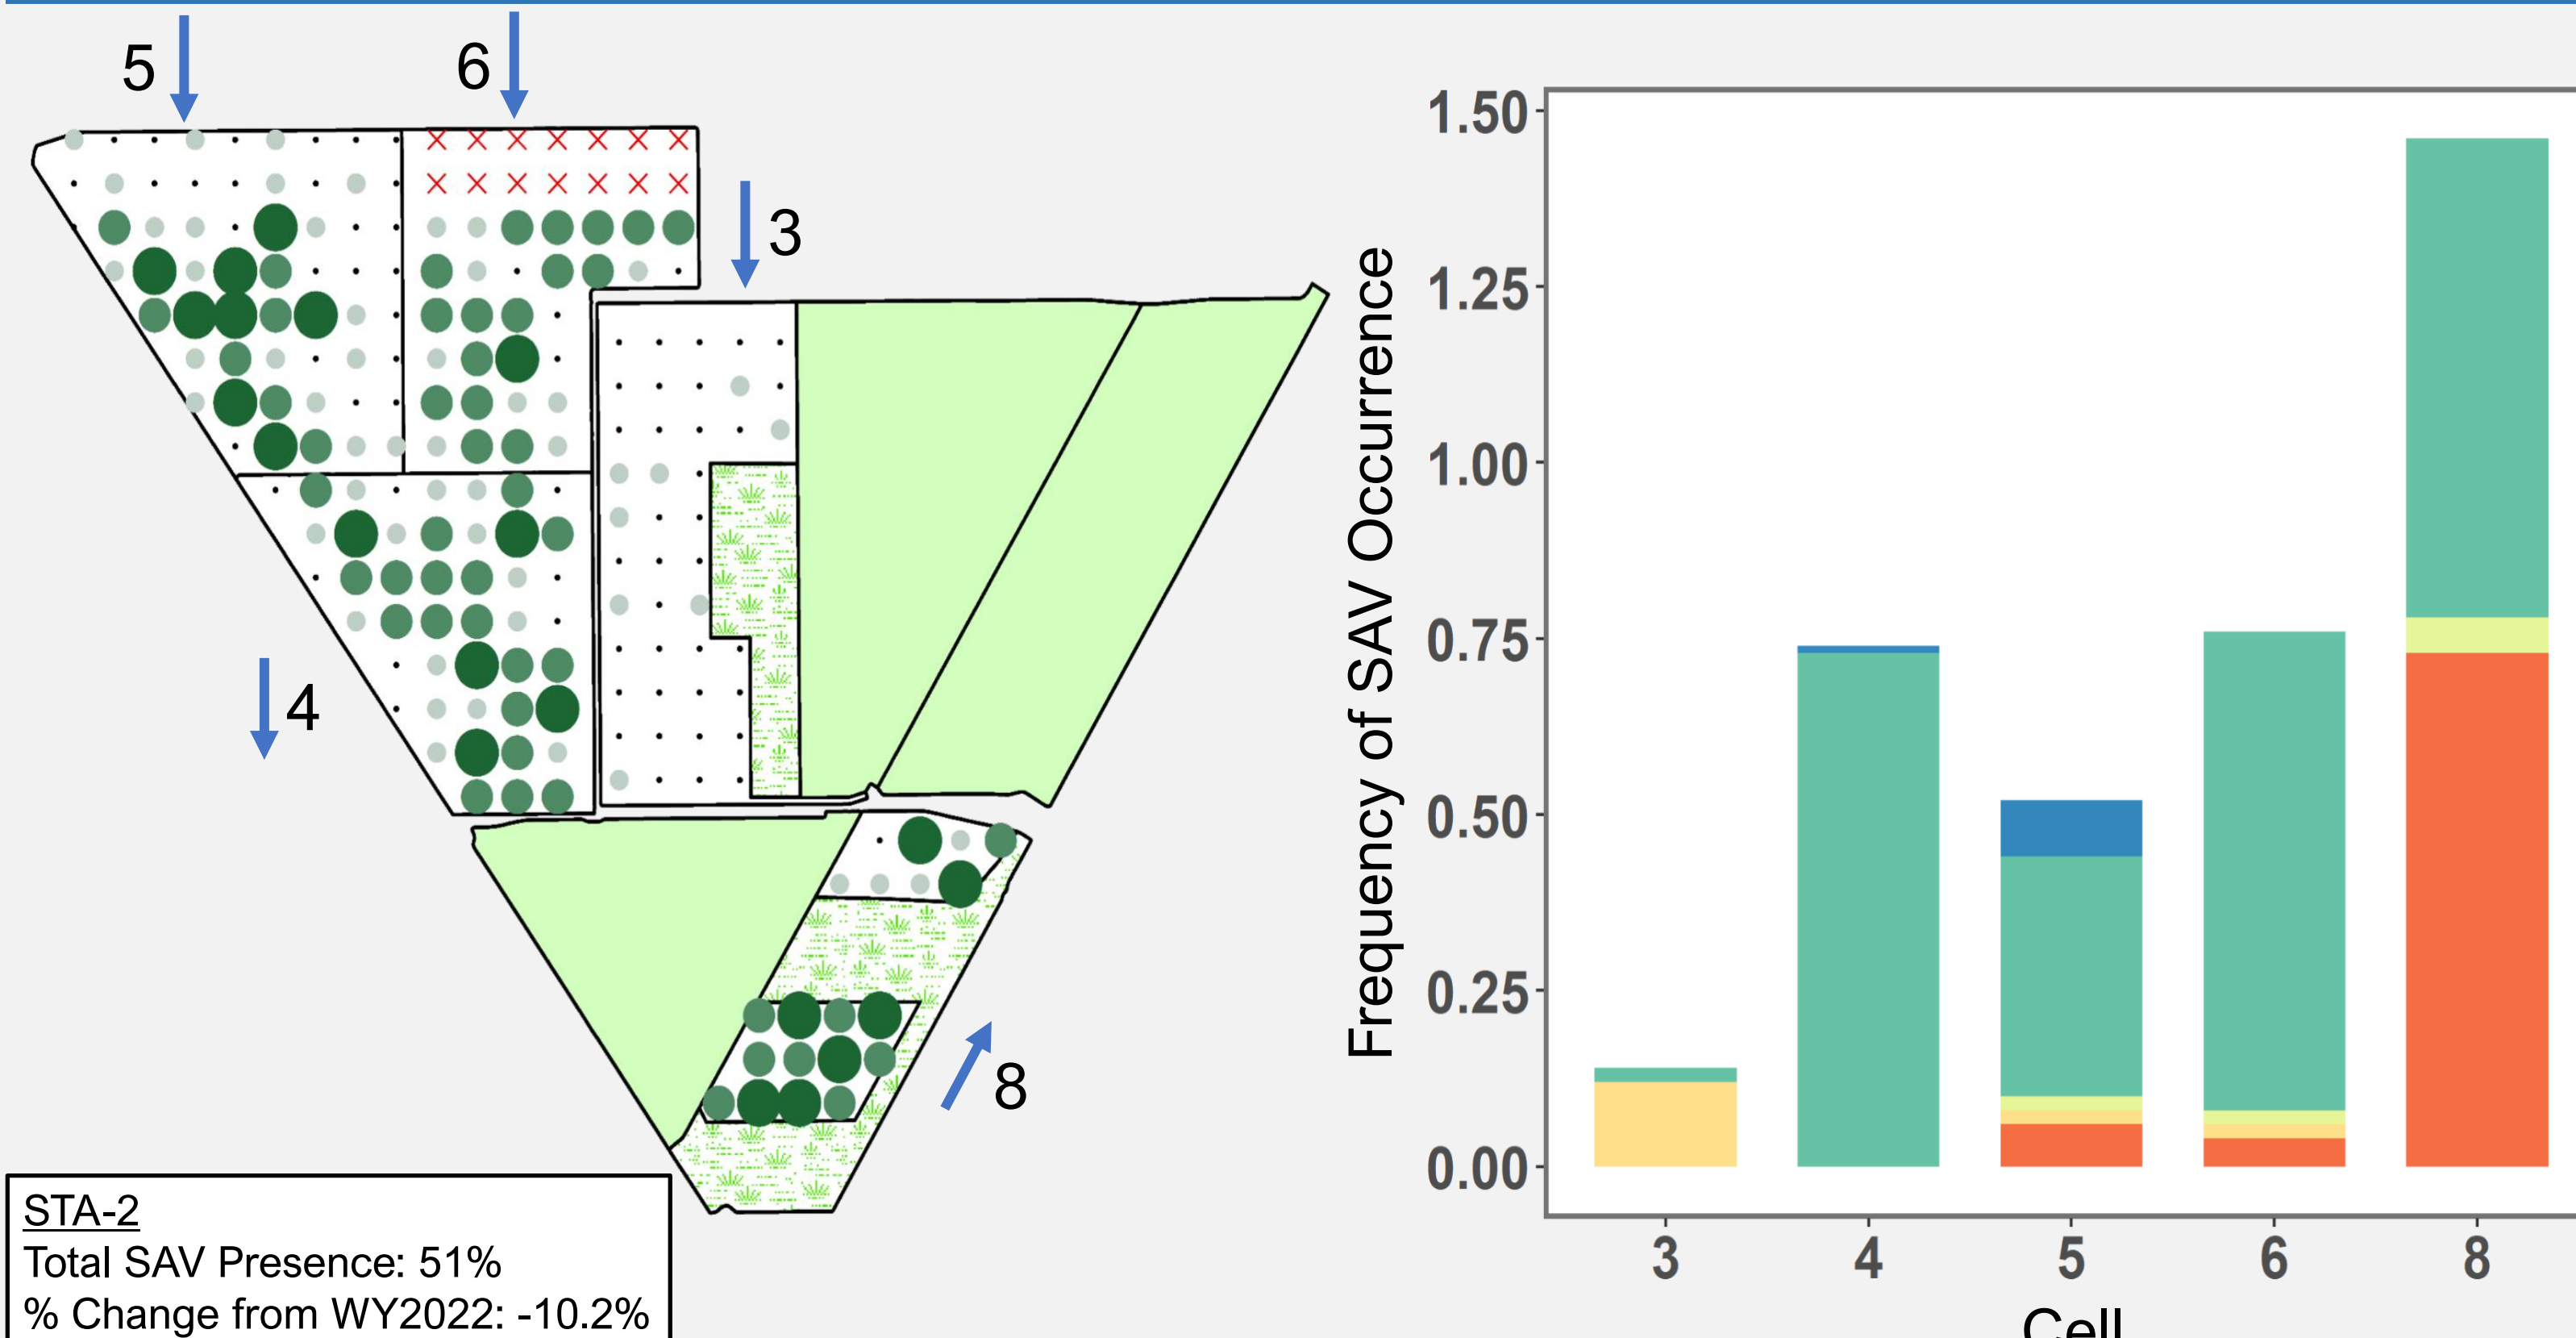 5
6
3
4
8
STA-2
Total SAV Presence: 51%
% Change from WY2022: -10.2%
Frequency of SAV Occurrence
1.50
1.25
1.00
0.75
0.50
0.25
0.00
3 4 5 6 8
Cell